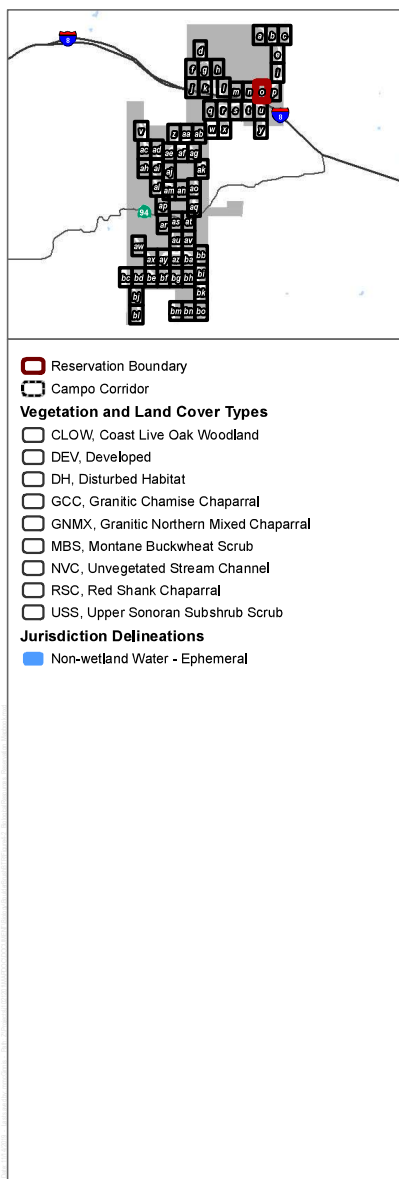 8
a b c
d
o
f g h
i
j k l m n o p
8
q r s t u
v z aa ab w x y
ac ad ae af ag
ah ai aj ak
al am an ao
94 ap aq
ar as at
au av
aw bb
ax ay az ba
bc bd be bf bg bh bi
bj bk
bl bm bn bo
Reservation Boundary
Campo Corridor
Vegetation and Land Cover Types
CLOW, Coast Live Oak Woodland
DEV, Developed
DH, Disturbed Habitat
GCC, Granitic Chamise Chaparral
GNMX, Granitic Northern Mixed Chaparral
MBS, Montane Buckwheat Scrub
NVC, Unvegetated Stream Channel
RSC, Red Shank Chaparral
USS, Upper Sonoran Subshrub Scrub
Jurisdiction Delineations
Non-wetland Water - Ephemeral